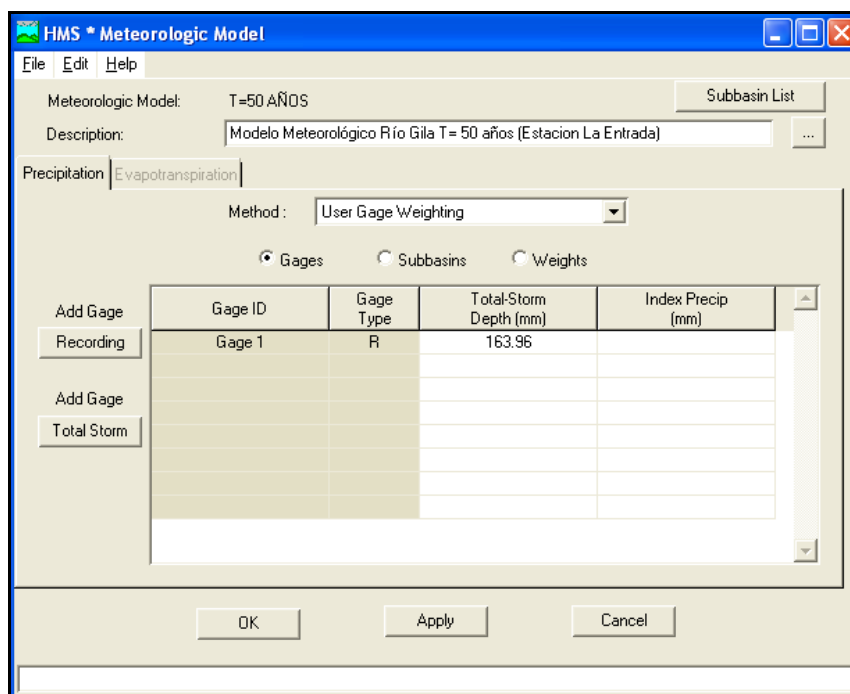 HMS * Meteorologic Model
File Edit Help
Meteorologic Model: T=50 AÑOS Subbasin List
Description: Modelo Meteorológico Río Gila T= 50 años (Estacion La Entrada) ...
Precipitation Evapotranspiration
Method : User Gage Weighting
Gages Subbasins Weights
Add Gage
Recording
Add Gage
Total Storm
Gage ID Gage Type Total-Storm Depth (mm) Index Precip (mm)
Gage 1 R 163.96
OK Apply Cancel